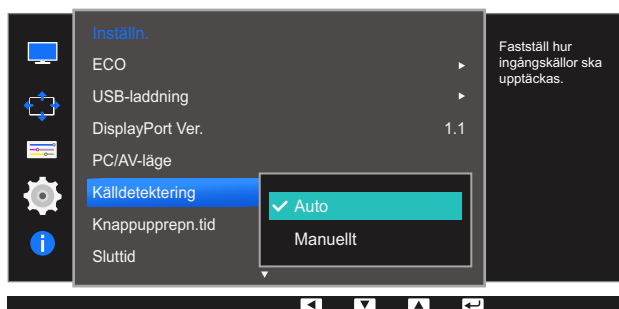 Inställn.
ECO
USB-laddning
DisplayPort Ver. 1.1
PC/AV-läge
Källdetektering
Auto
Knappupprepn.tid
Manuellt
Sluttid
Fastställ hur
ingångskällor ska
upptäckas.